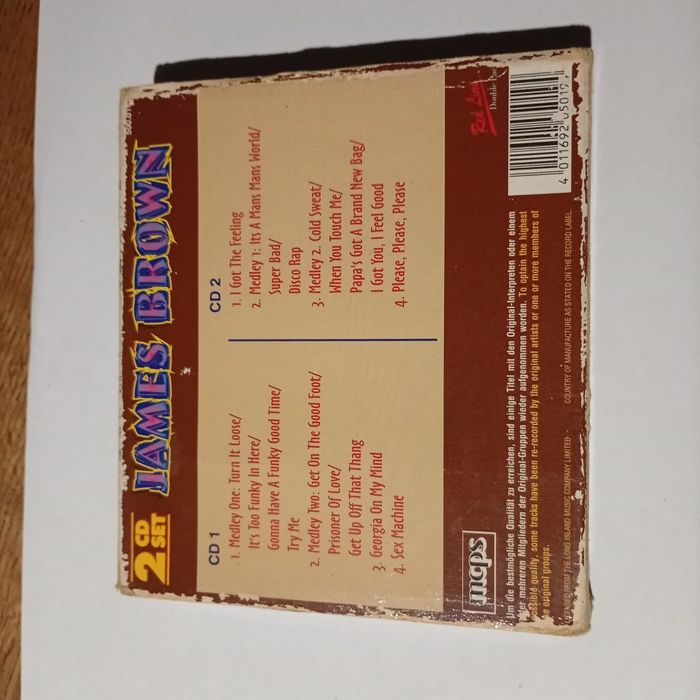 2 CD SET
JAMES BROWN
CD 1
1. Medley One: Turn It Loose/
It's Too Funky In Here/
Gonna Have A Funky Good Time/
Try Me
2. Medley Two: Get On The Good Foot/
Prisoner Of Love/
Get Up Off That Thang
3. Georgia On My Mind
4. Sex Machine
CD 2
1. I Got The Feeling
2. Medley 1: Its A Mans Mans World/
Super Bad/
Disco Rap
3. Medley 2. Cold Sweat/
When You Touch Me/
Papa's Got A Brand New Bag/
I Got You, I Feel Good
4. Please, Please, Please
mcps
Red Line
Double
4 011692 05019
Um die bestmögliche Qualität zu erreichen, sind einige Titel mit den Original-Interpreten oder einem
der mehreren Mitgliedern der Original-Gruppen wieder aufgenommen worden. To optain the highest
possible quality, some tracks have been re-recorded by the original artists or one or more members of
the original groups.
LICENSED FROM THE LONG ISLAND MUSIC COMPANY LIMITED · COUNTRY OF MANUFACTURE AS STATED ON THE RECORD LABEL